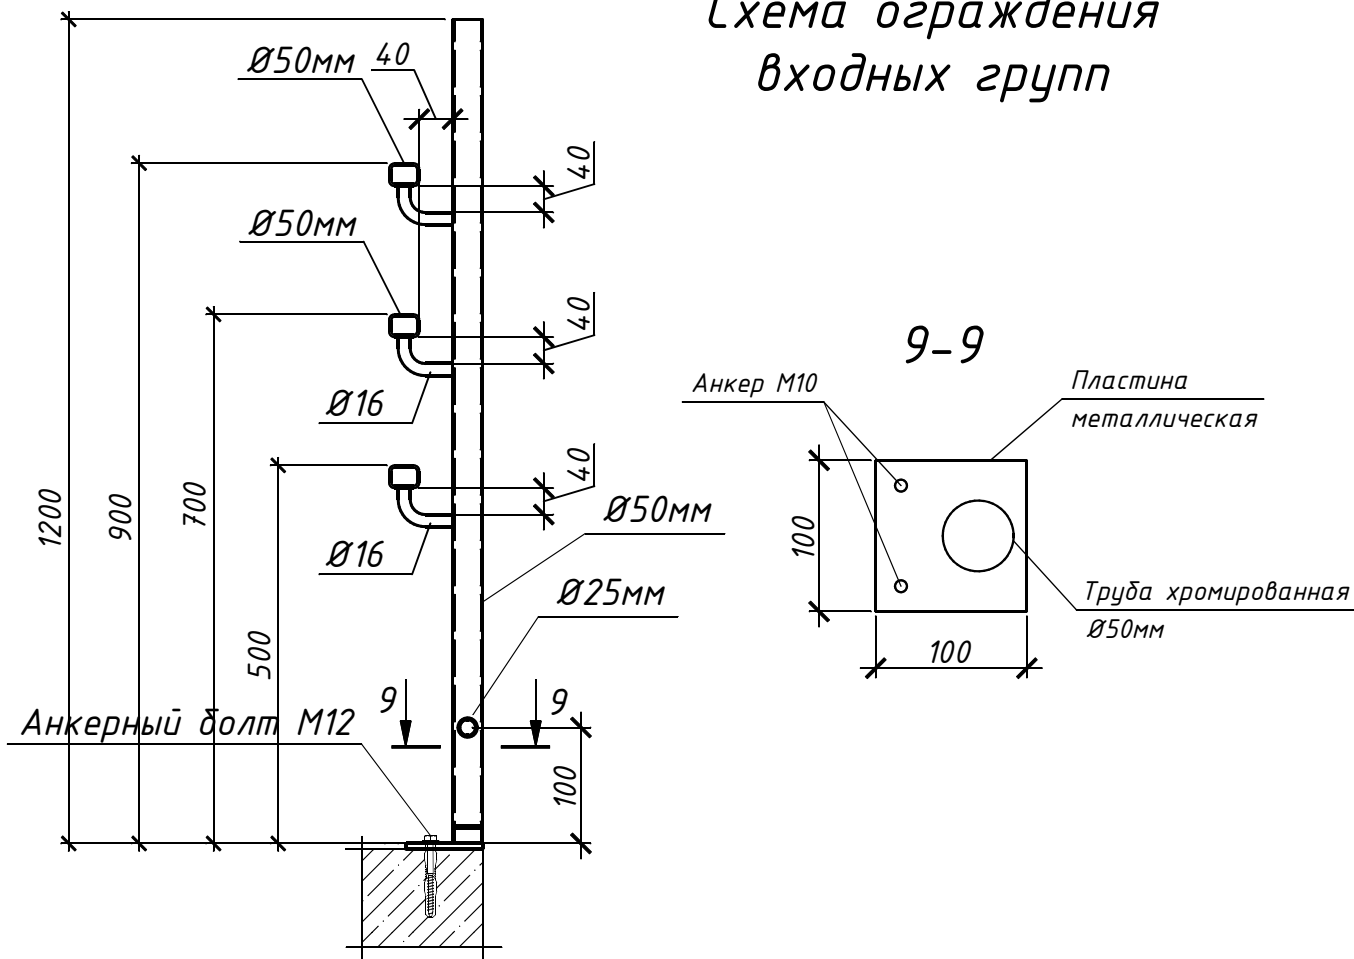 Схема ограждения
входных групп
Ø50мм
40
40
Ø50мм
40
Ø16
40
Ø16
1200
900
700
500
Ø50мм
Ø25мм
9
9
Анкерный болт М12
100
9-9
Анкер М10
Пластина
металлическая
100
100
Труба хромированная
Ø50мм